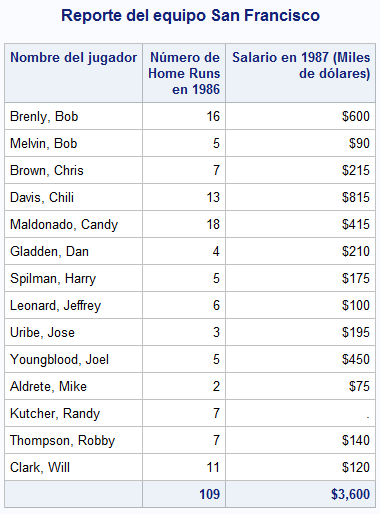 Reporte del equipo San Francisco
Nombre del jugador Número de Home Runs en 1986 Salario en 1987 (Miles de dólares)
Brenly, Bob 16 $600
Melvin, Bob 5 $90
Brown, Chris 7 $215
Davis, Chili 13 $815
Maldonado, Candy 18 $415
Gladden, Dan 4 $210
Spilman, Harry 5 $175
Leonard, Jeffrey 6 $100
Uribe, Jose 3 $195
Youngblood, Joel 5 $450
Aldrete, Mike 2 $75
Kutcher, Randy 7 .
Thompson, Robby 7 $140
Clark, Will 11 $120
109 $3,600